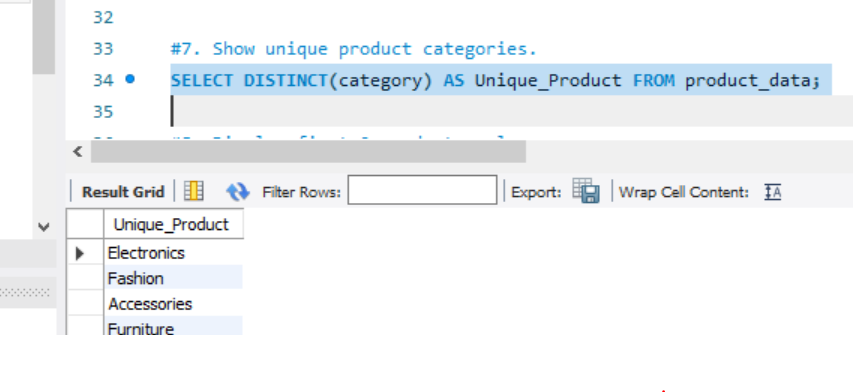 32
33 #7. Show unique product categories.
34 SELECT DISTINCT(category) AS Unique_Product FROM product_data;
35
Result Grid Filter Rows: Export: Wrap Cell Content: IA
Unique_Product
Electronics
Fashion
Accessories
Furniture